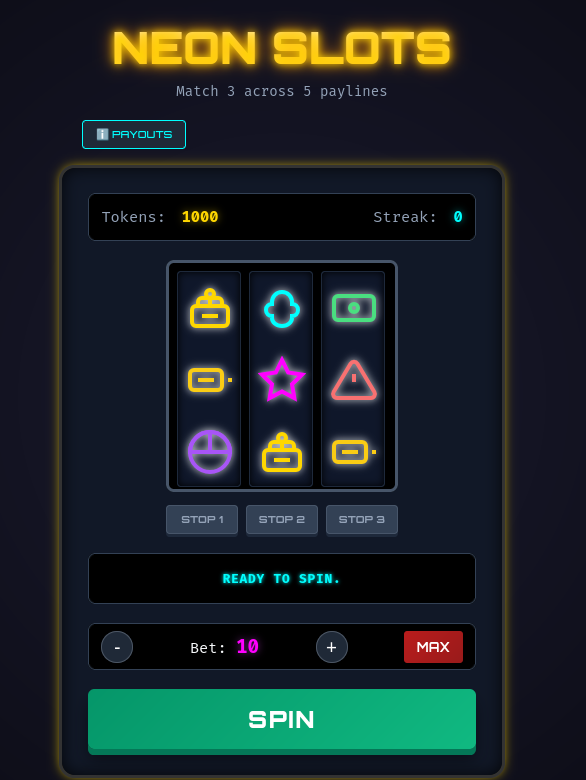 NEON SLOTS
Match 3 across 5 paylines
ℹ️ PAYOUTS
Tokens: 1000 Streak: 0
STOP 1 STOP 2 STOP 3
READY TO SPIN.
- Bet: 10 + MAX
SPIN